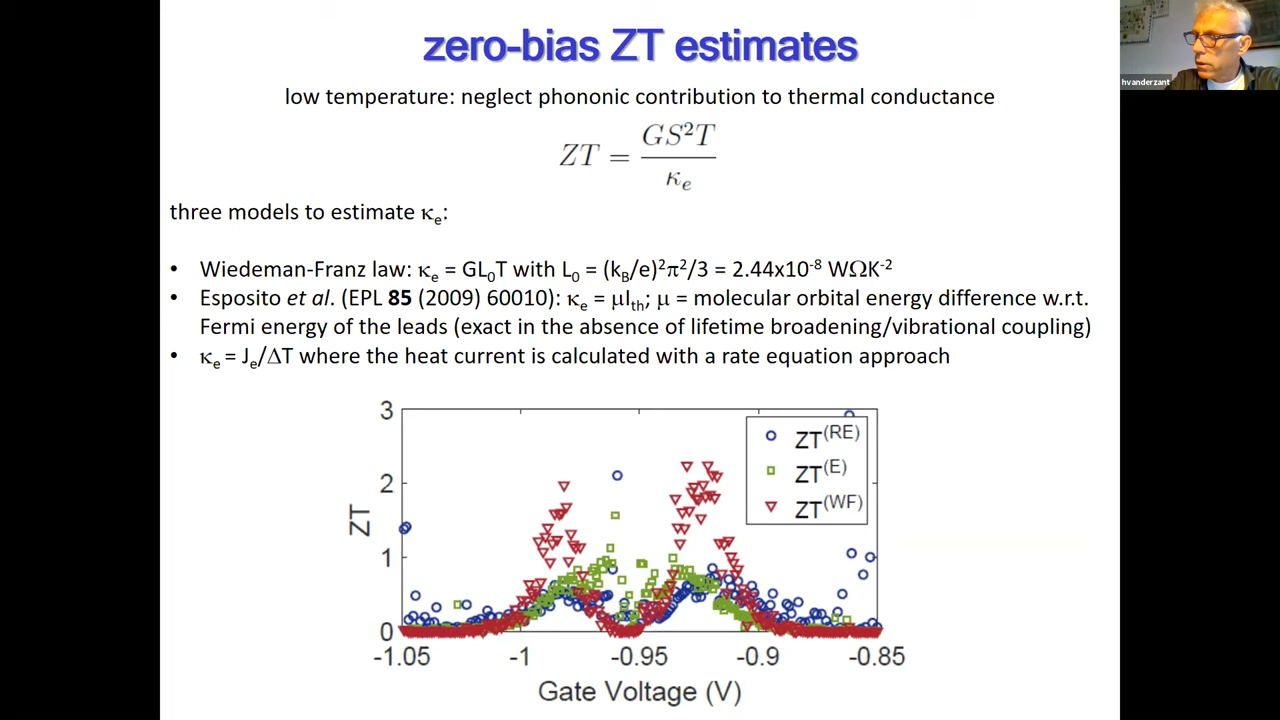 zero-bias ZT estimates
hvanderzant
low temperature: neglect phononic contribution to thermal conductance
ZT = GS²T / κₑ
three models to estimate κₑ:
• Wiedeman-Franz law: κₑ = GL₀T with L₀ = (k_B/e)²π²/3 = 2.44x10⁻⁸ WΩK⁻²
• Esposito et al. (EPL 85 (2009) 60010): κₑ = μIₜₕ; μ = molecular orbital energy difference w.r.t.
Fermi energy of the leads (exact in the absence of lifetime broadening/vibrational coupling)
• κₑ = Jₑ/ΔT where the heat current is calculated with a rate equation approach
3
2
1
0
ZT
ZT⁽ᴿᴱ⁾
ZT⁽ᴱ⁾
ZT⁽ᵂF⁾
-1.05 -1 -0.95 -0.9 -0.85
Gate Voltage (V)